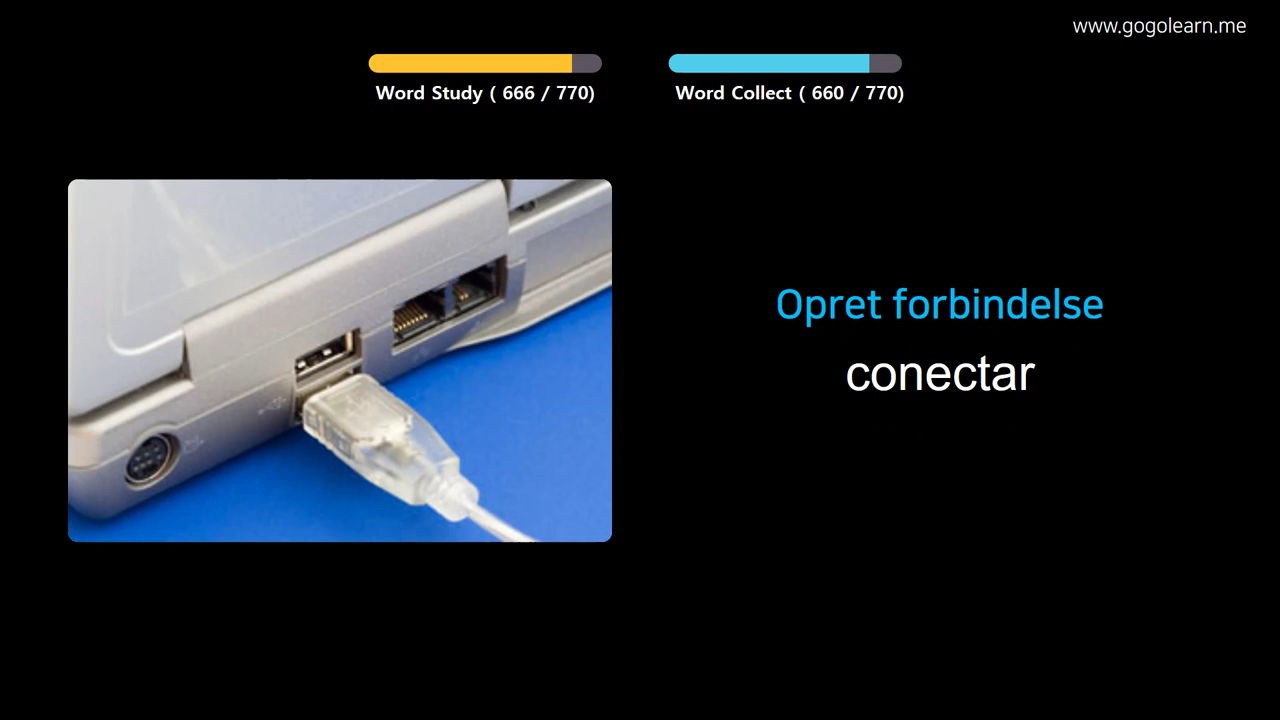 www.gogolearn.me
Word Study ( 666 / 770)
Word Collect ( 660 / 770)
Opret forbindelse
conectar